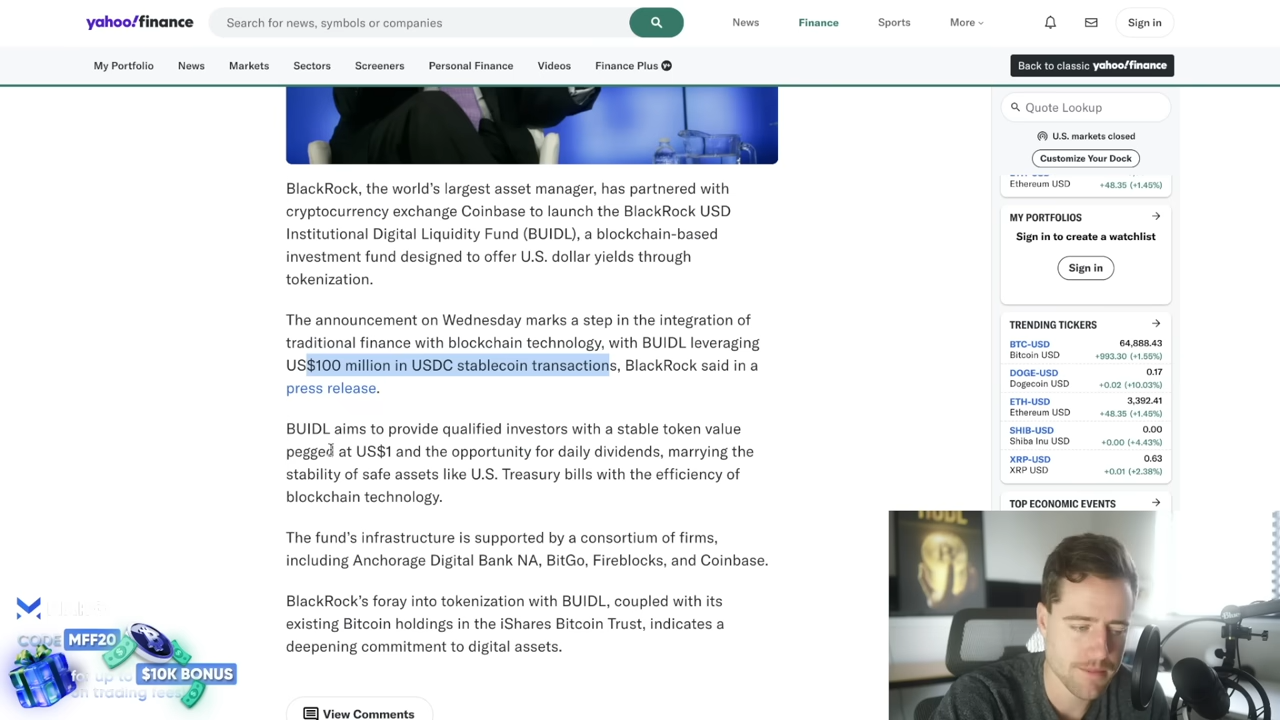 yahoo!finance
Search for news, symbols or companies
News
Finance
Sports
More
Sign in
My Portfolio
News
Markets
Sectors
Screeners
Personal Finance
Videos
Finance Plus
Back to classic yahoo!finance
BlackRock, the world's largest asset manager, has partnered with
cryptocurrency exchange Coinbase to launch the BlackRock USD
Institutional Digital Liquidity Fund (BUIDL), a blockchain-based
investment fund designed to offer U.S. dollar yields through
tokenization.
The announcement on Wednesday marks a step in the integration of
traditional finance with blockchain technology, with BUIDL leveraging
US$100 million in USDC stablecoin transactions, BlackRock said in a
press release.
BUIDL aims to provide qualified investors with a stable token value
pegged at US$1 and the opportunity for daily dividends, marrying the
stability of safe assets like U.S. Treasury bills with the efficiency of
blockchain technology.
The fund's infrastructure is supported by a consortium of firms,
including Anchorage Digital Bank NA, BitGo, Fireblocks, and Coinbase.
BlackRock's foray into tokenization with BUIDL, coupled with its
existing Bitcoin holdings in the iShares Bitcoin Trust, indicates a
deepening commitment to digital assets.
View Comments
Quote Lookup
U.S. markets closed
Customize Your Dock
Ethereum USD +48.35 (+1.45%)
MY PORTFOLIOS
Sign in to create a watchlist
Sign in
TRENDING TICKERS
BTC-USD 64,888.43
Bitcoin USD +993.30 (+1.55%)
DOGE-USD 0.17
Dogecoin USD +0.02 (+10.03%)
ETH-USD 3,392.41
Ethereum USD +48.35 (+1.45%)
SHIB-USD 0.00
Shiba Inu USD +0.00 (+4.43%)
XRP-USD 0.63
XRP USD +0.01 (+2.38%)
TOP ECONOMIC EVENTS
CODE MFF20
for up to $10K BONUS
on trading fees